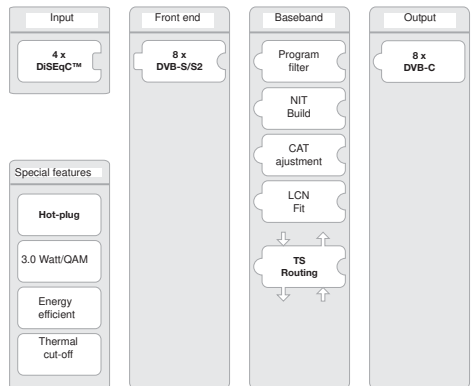 Input
4 x
DiSEqC™
Special features
Hot-plug
3.0 Watt/QAM
Energy
efficient
Thermal
cut-off
Front end
8 x
DVB-S/S2
Baseband
Program
filter
NIT
Build
CAT
ajustment
LCN
Fit
TS
Routing
Output
8 x
DVB-C